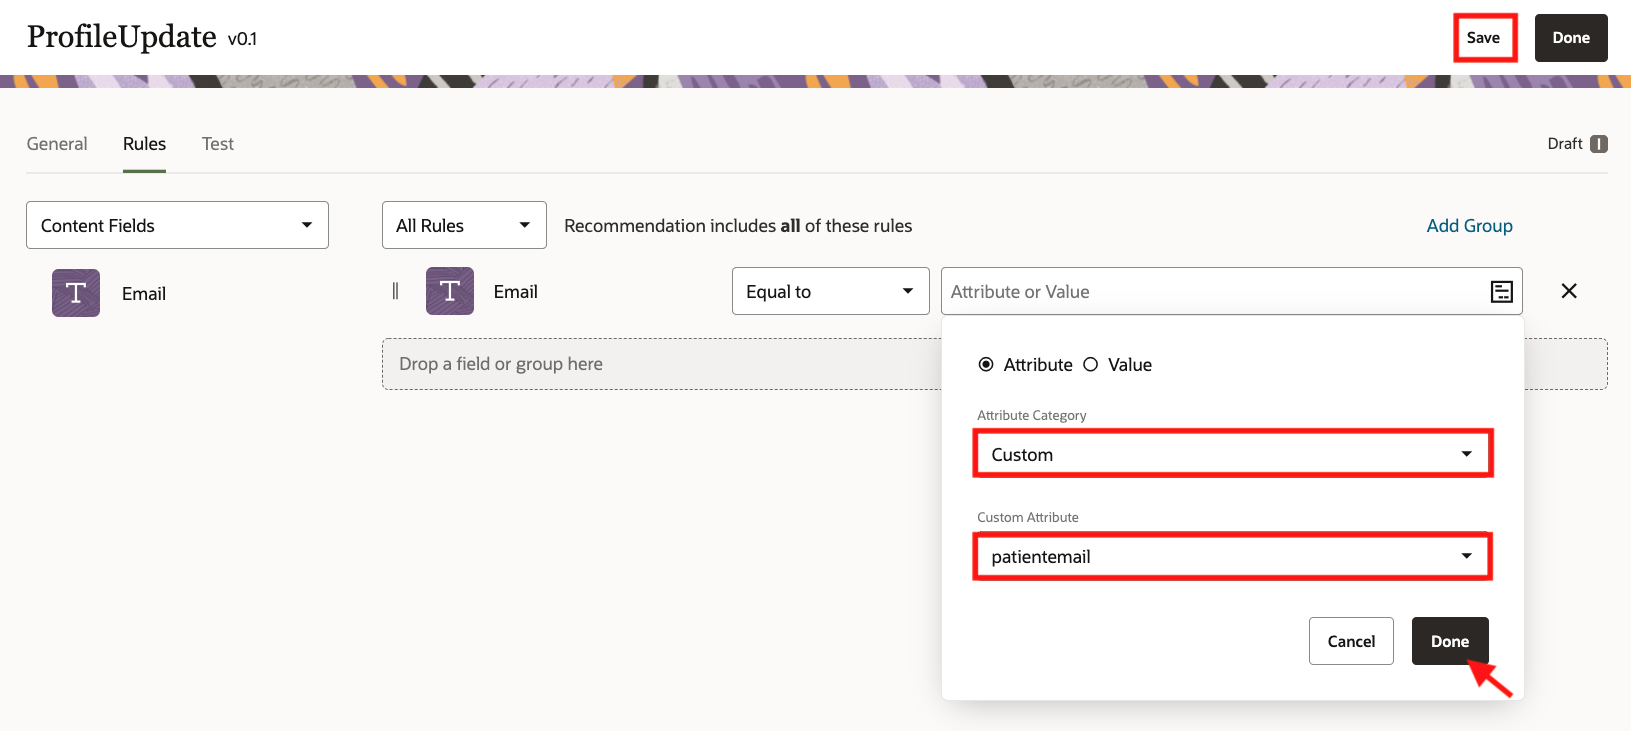 ProfileUpdate v0.1
Save
Done
General Rules Test
Draft
Content Fields
All Rules
Recommendation includes all of these rules
Add Group
T Email
T Email
Equal to
Attribute or Value
Drop a field or group here
Attribute Value
Attribute Category
Custom
Custom Attribute
patientemail
Cancel
Done